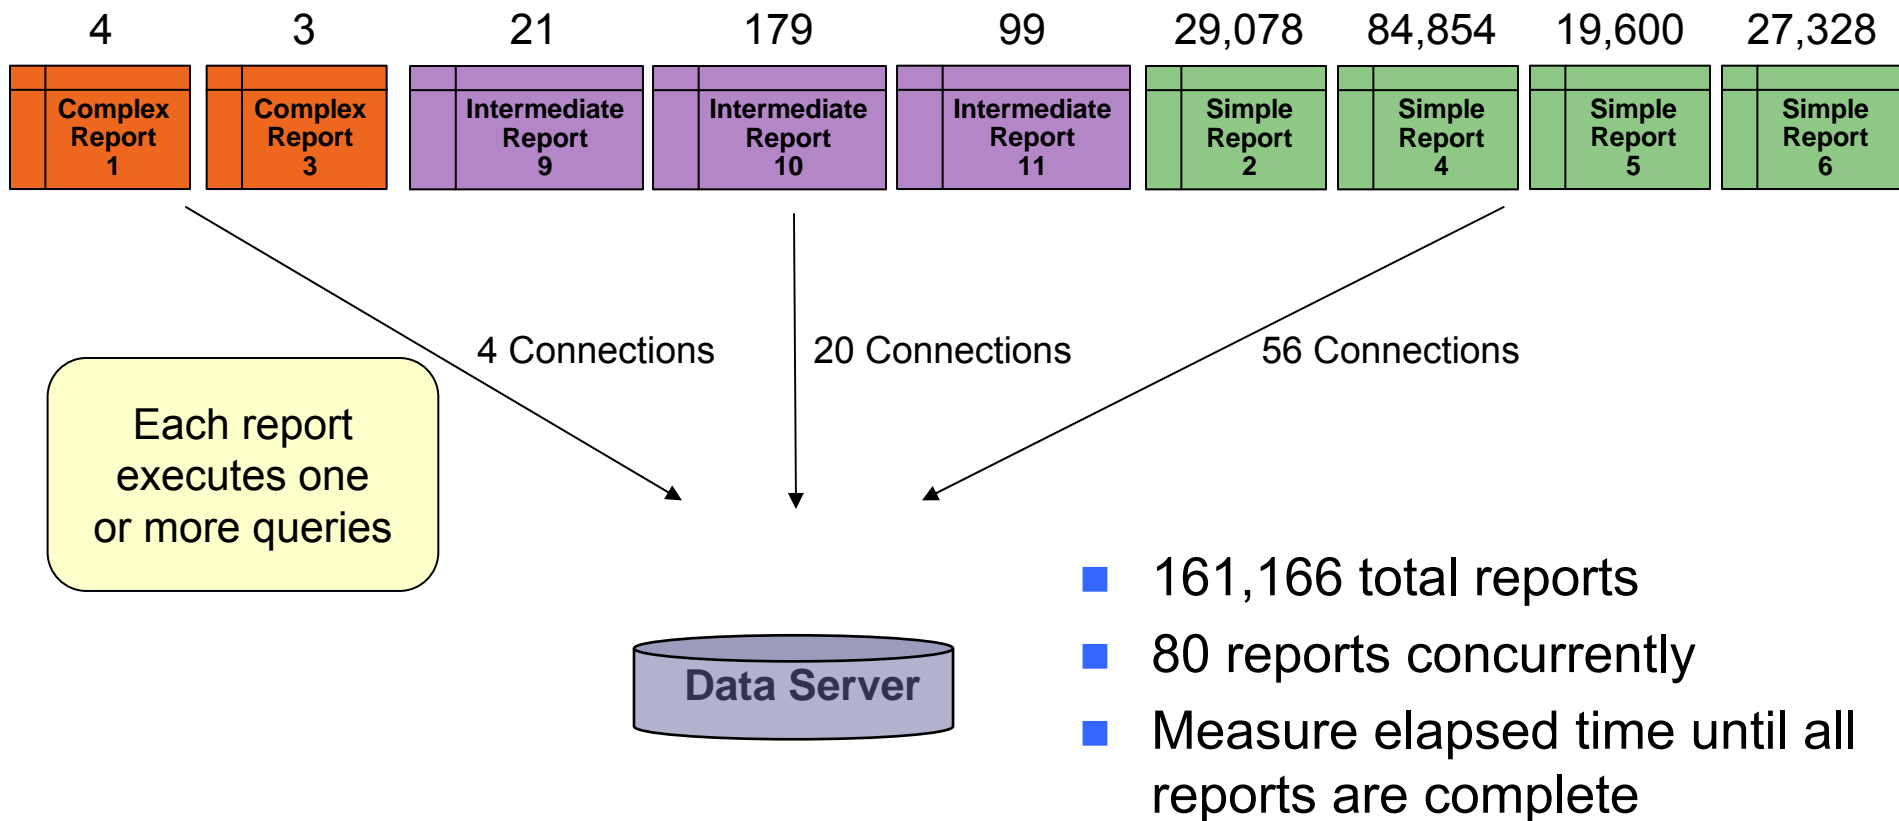 4 3 21 179 99 29,078 84,854 19,600 27,328
Complex
Report
1
Complex
Report
3
Intermediate
Report
9
Intermediate
Report
10
Intermediate
Report
11
Simple
Report
2
Simple
Report
4
Simple
Report
5
Simple
Report
6
4 Connections
20 Connections
56 Connections
Each report
executes one
or more queries
Data Server
161,166 total reports
80 reports concurrently
Measure elapsed time until all
reports are complete